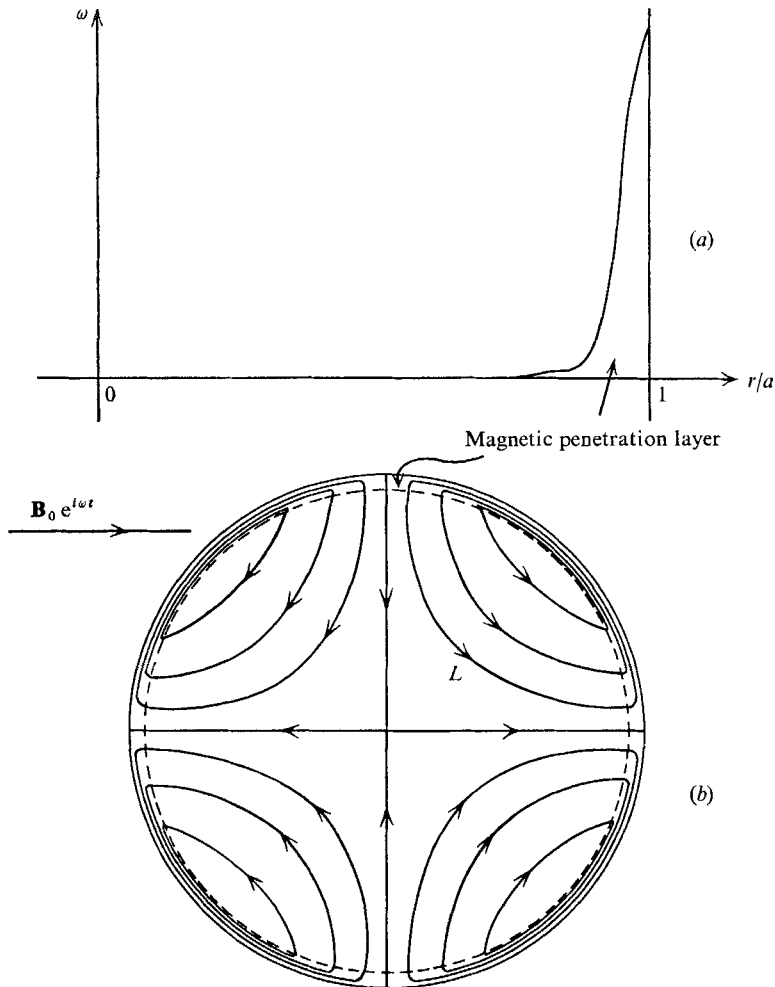 ω
(a)
0
1
r/a
Magnetic penetration layer
B₀ e^{iωt}
L
(b)